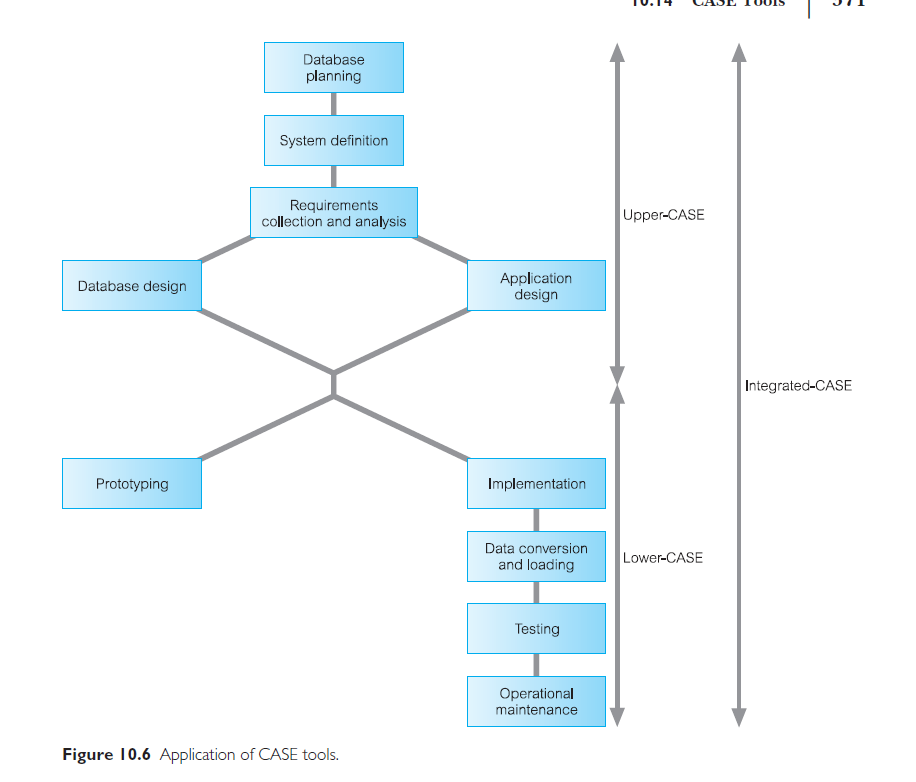 10.14 CASE Tools
371
Database
planning
System definition
Requirements
collection and analysis
Upper-CASE
Database design
Application
design
Integrated-CASE
Prototyping
Implementation
Data conversion
and loading
Lower-CASE
Testing
Operational
maintenance
Figure 10.6 Application of CASE tools.